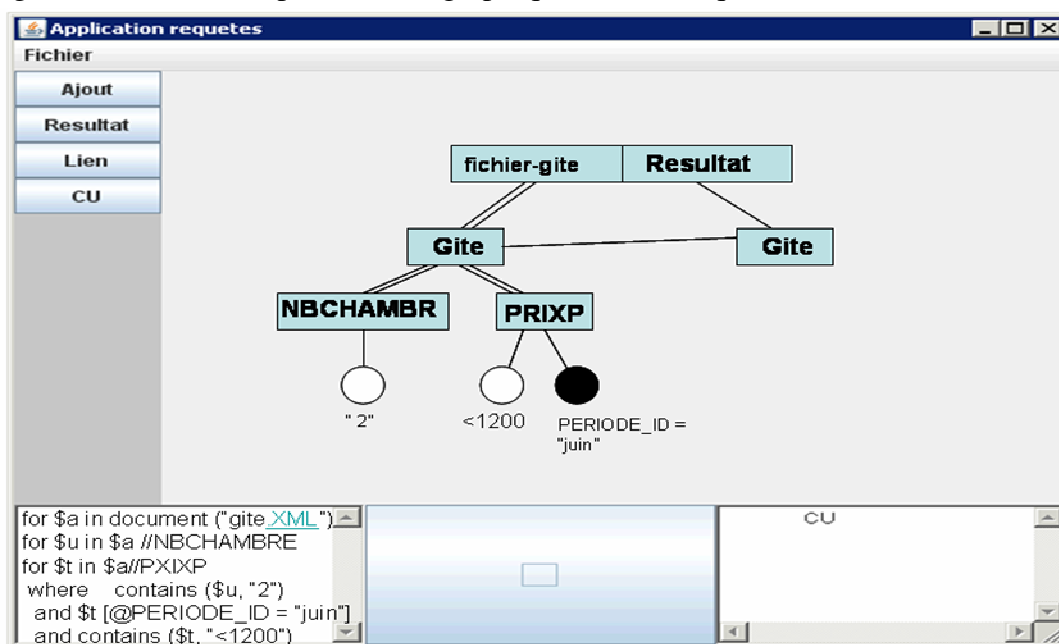 Application requetes
Fichier
Ajout
Resultat
Lien
CU
fichier-gite Resultat
Gite Gite
NBCHAMBR PRIXP
" 2" <1200 PERIODE_ID =
"juin"
for $a in document ("gite.XML")
for $u in $a //NBCHAMBRE
for $t in $a//PXIXP
where contains ($u, "2")
and $t [@PERIODE_ID = "juin"]
and contains ($t, "<1200")
CU